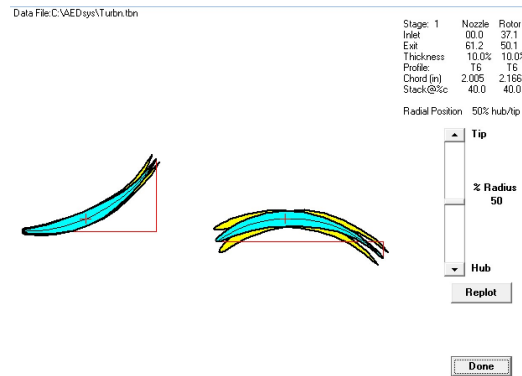 Data File:C:\AEDsys\Turbn.tbn
Stage: 1 Nozzle Rotor
Inlet 00.0 37.1
Exit 61.2 50.1
Thickness 10.0% 10.0%
Profile: T6 T6
Chord (in) 2.005 2.166
Stack@%c 40.0 40.0
Radial Position 50% hub/tip
Tip
% Radius
50
Hub
Replot
Done